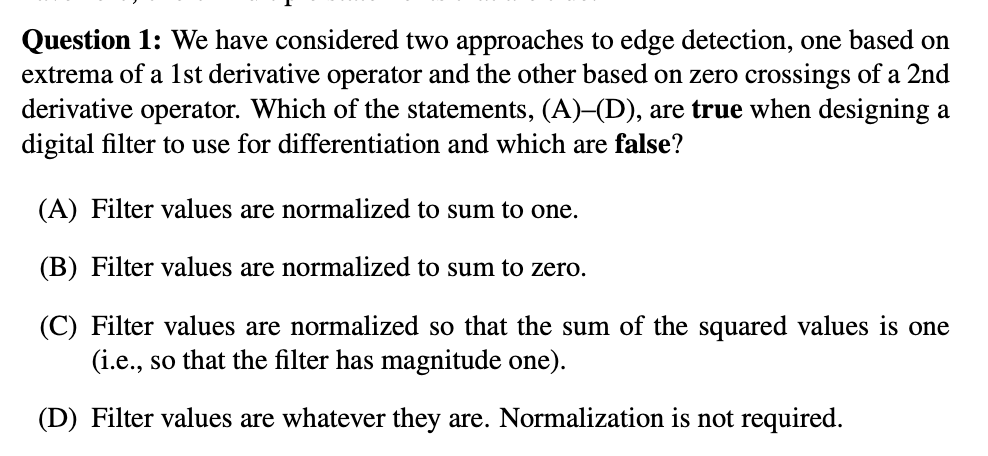 Question 1: We have considered two approaches to edge detection, one based on
extrema of a 1st derivative operator and the other based on zero crossings of a 2nd
derivative operator. Which of the statements, (A)–(D), are true when designing a
digital filter to use for differentiation and which are false?
(A) Filter values are normalized to sum to one.
(B) Filter values are normalized to sum to zero.
(C) Filter values are normalized so that the sum of the squared values is one
(i.e., so that the filter has magnitude one).
(D) Filter values are whatever they are. Normalization is not required.